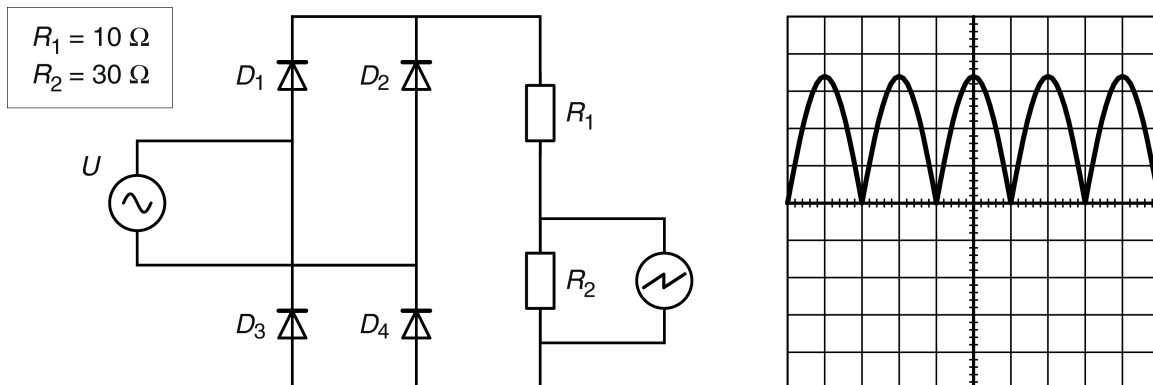 R₁ = 10 Ω
R₂ = 30 Ω
D₁
D₂
R₁
U
R₂
D₃
D₄